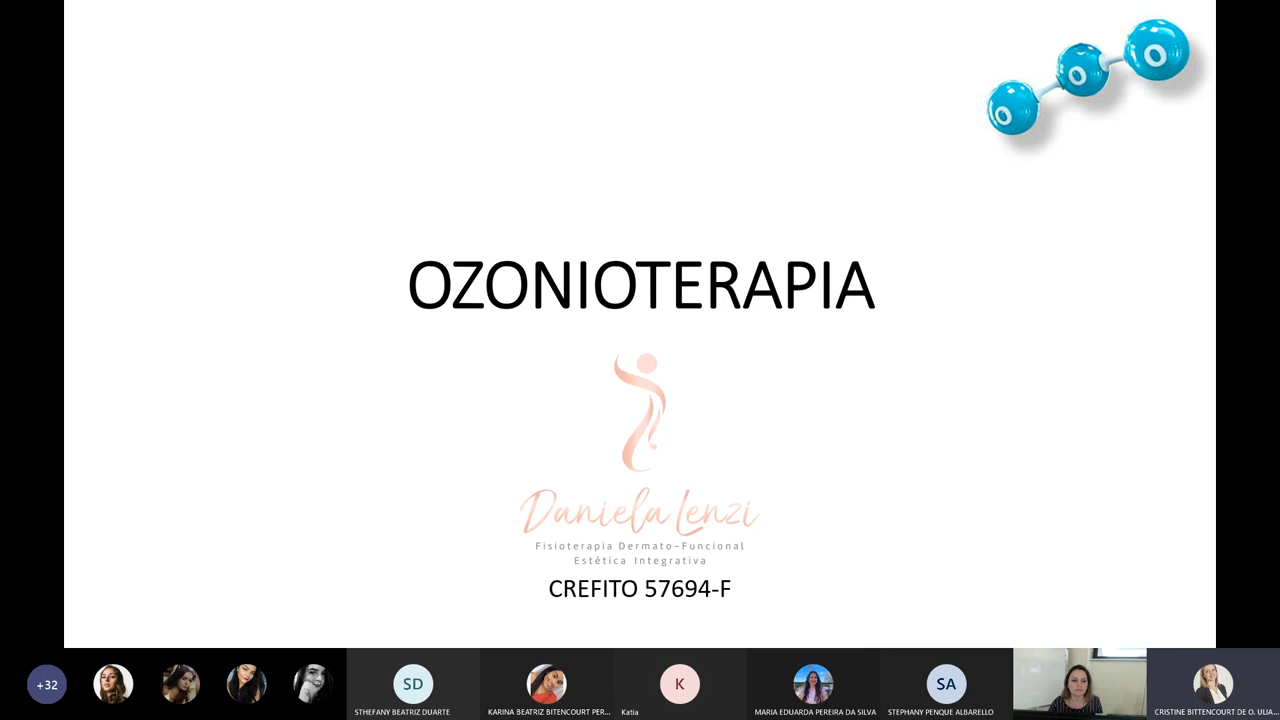 O
O
O
OZONIOTERAPIA
Daniela Lenzi
Fisioterapia Dermato-Funcional
Estética Integrativa
CREFITO 57694-F
+32
SD
K
SA
STHEFANY BEATRIZ DUARTE
KARINA BEATRIZ BITENCOURT PER...
Katia
MARIA EDUARDA PEREIRA DA SILVA
STEPHANY PENQUE ALBARELLO
CRISTINE BITTENCOURT DE O. ULIA...